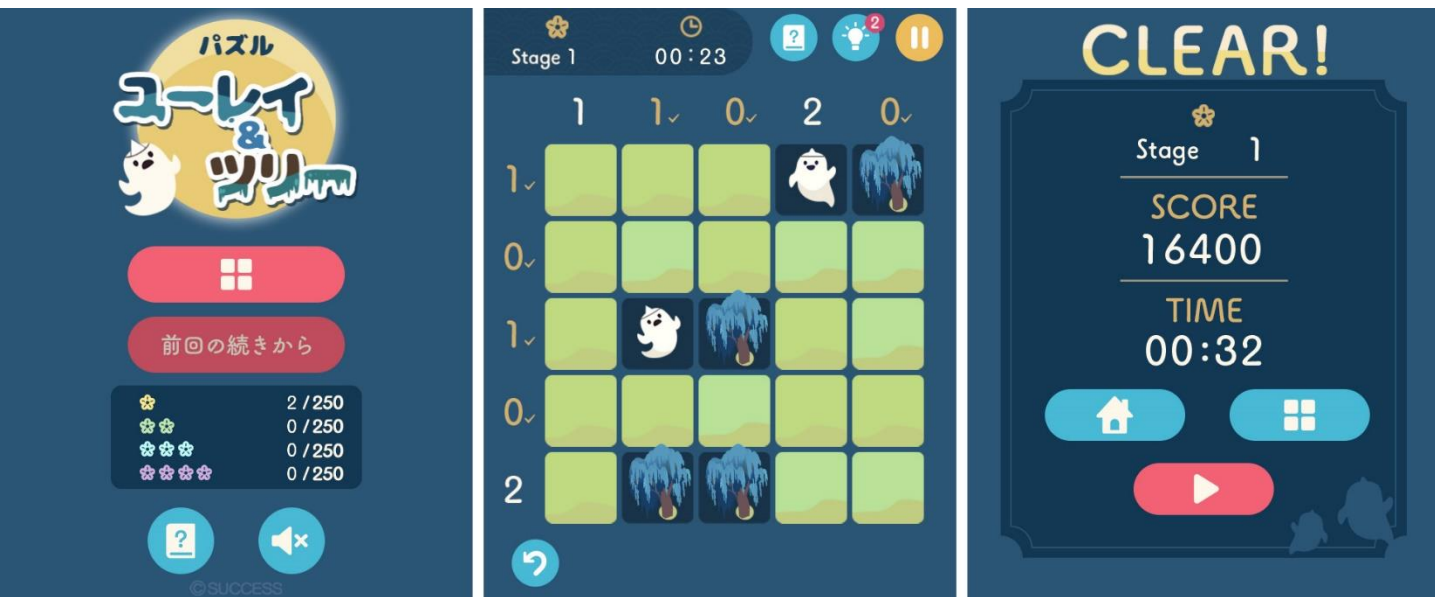 パズル
ユーレイ
&
ツリー
前回の続きから
2 / 250
0 / 250
0 / 250
0 / 250
?
©SUCCESS
Stage 1
00:23
?
2
1 1 0 2 0
1
0
1
0
2
CLEAR!
Stage 1
SCORE
16400
TIME
00:32